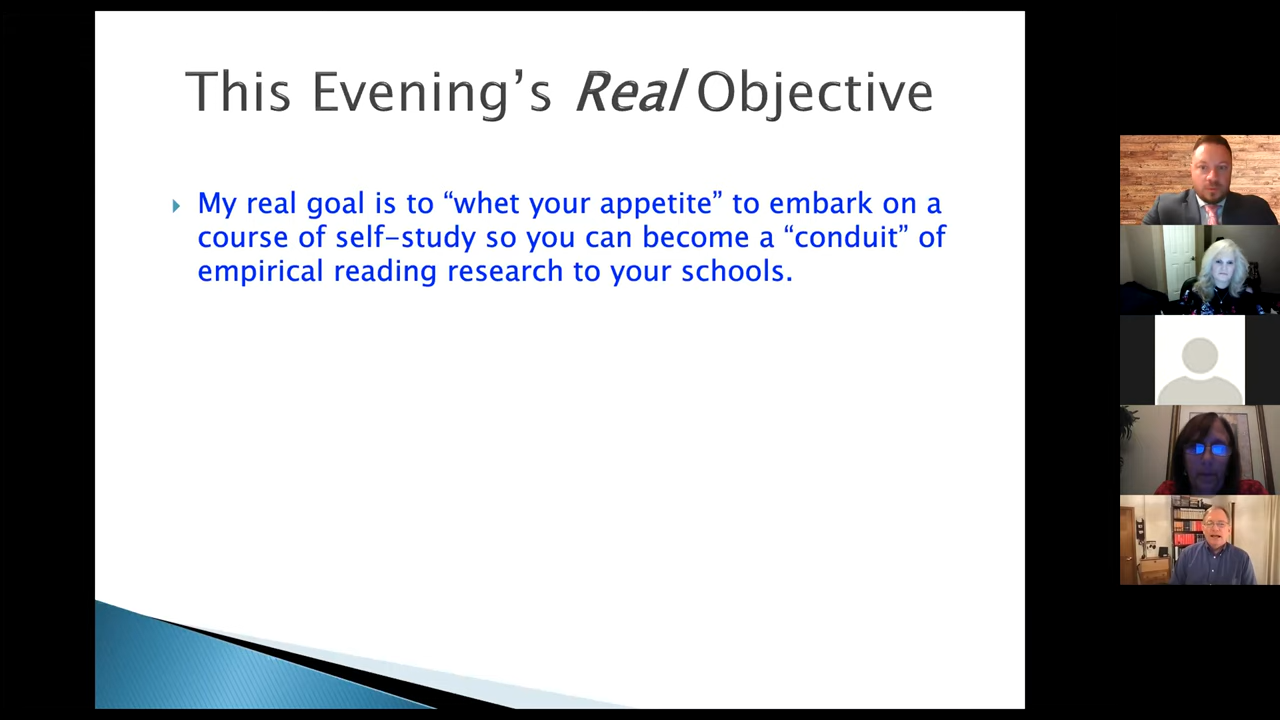 This Evening’s Real Objective
My real goal is to “whet your appetite” to embark on a
course of self-study so you can become a “conduit” of
empirical reading research to your schools.